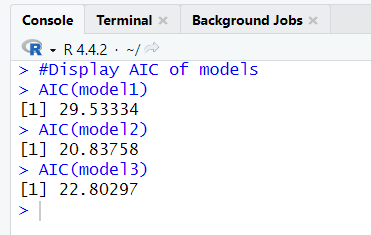 Console Terminal × Background Jobs ×
R R 4.4.2 · ~/
> #Display AIC of models
> AIC(model1)
[1] 29.53334
> AIC(model2)
[1] 20.83758
> AIC(model3)
[1] 22.80297
>